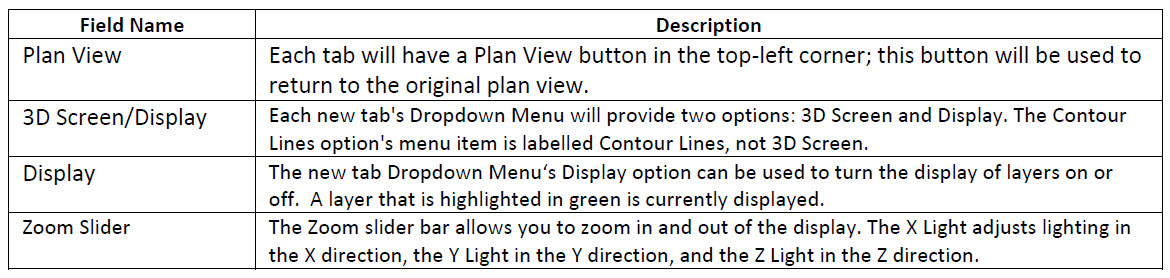 Field Name Description
Plan View Each tab will have a Plan View button in the top-left corner; this button will be used to
return to the original plan view.
3D Screen/Display Each new tab's Dropdown Menu will provide two options: 3D Screen and Display. The Contour
Lines option's menu item is labelled Contour Lines, not 3D Screen.
Display The new tab Dropdown Menu‘s Display option can be used to turn the display of layers on or
off.  A layer that is highlighted in green is currently displayed.
Zoom Slider The Zoom slider bar allows you to zoom in and out of the display. The X Light adjusts lighting in
the X direction, the Y Light in the Y direction, and the Z Light in the Z direction.